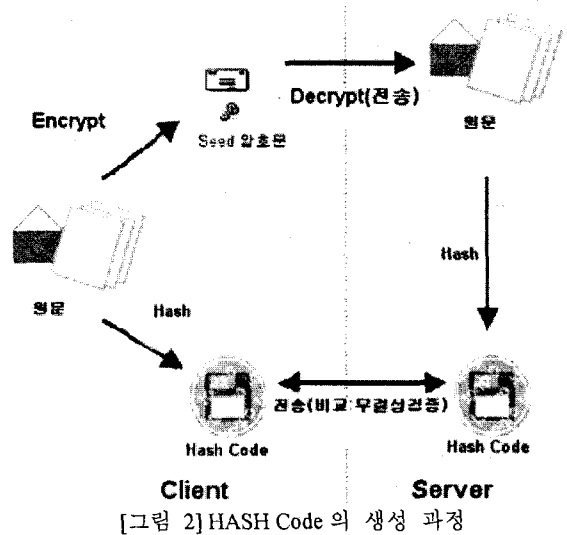 Encrypt
Seed 암호문
Decrypt(전송)
원문
원문
Hash
Hash
전송(비교:무결성검증)
Hash Code
Hash Code
Client
Server
[그림 2] HASH Code 의 생성 과정